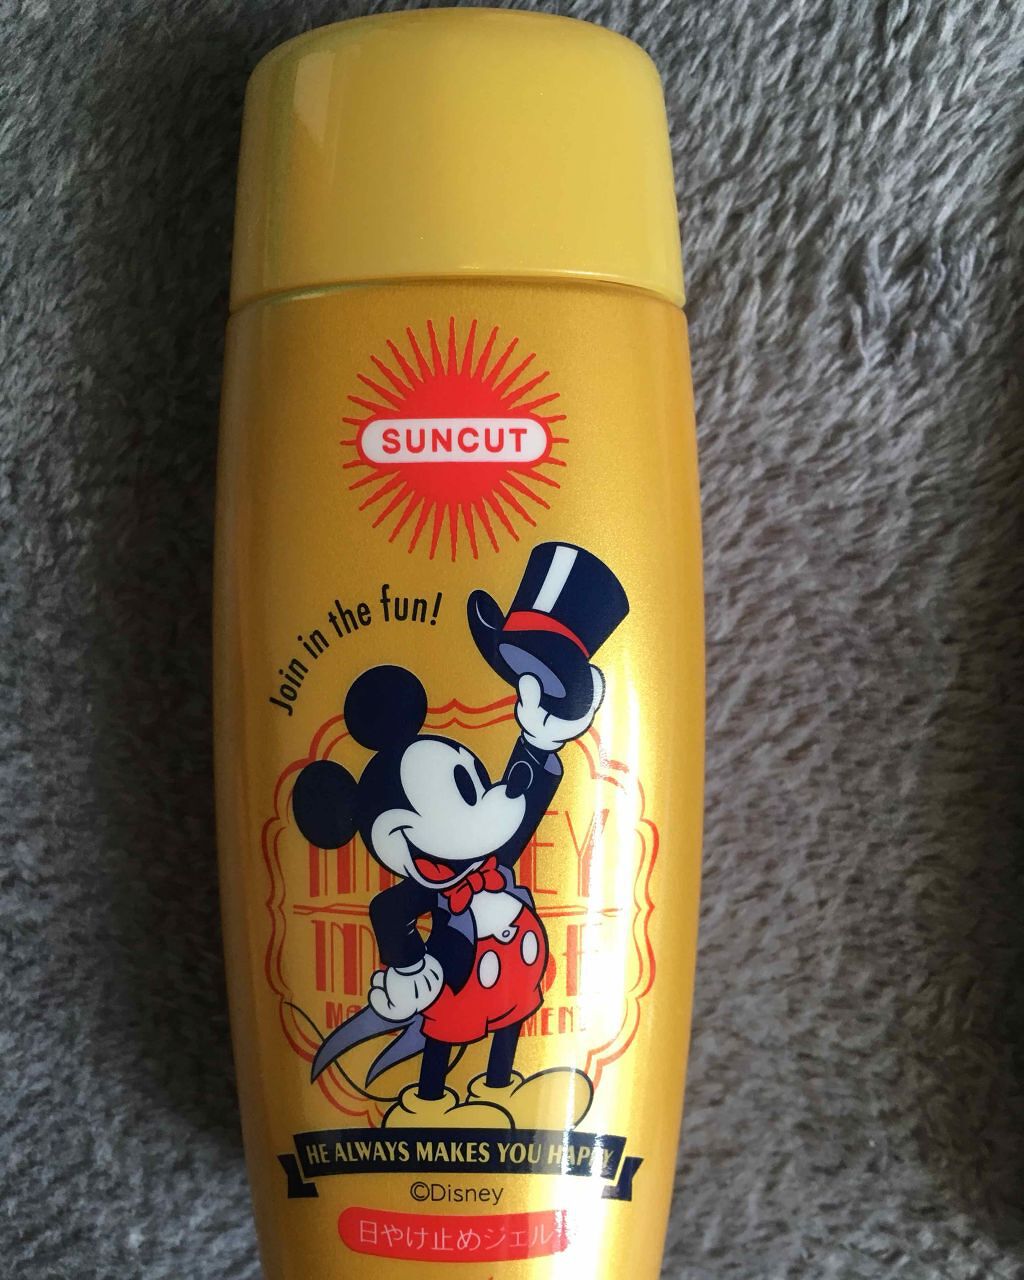 SUNCUT
Join in the fun!
HE ALWAYS MAKES YOU HAPPY
©Disney
日やけ止めジェル